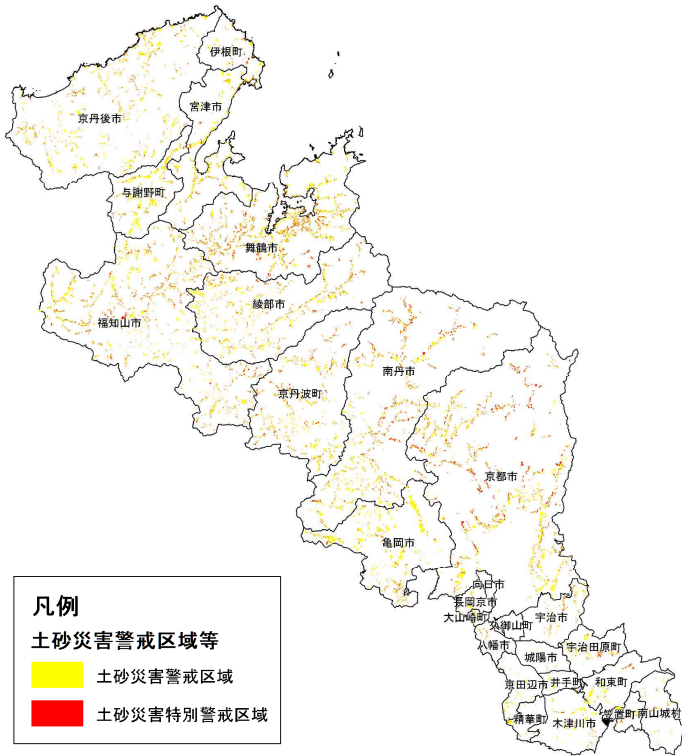 伊根町
宮津市
京丹後市
与謝野町
舞鶴市
綾部市
福知山市
南丹市
京丹波町
京都市
亀岡市
向日市
長岡京市
大山崎町
久御山町
宇治市
八幡市
宇治田原町
城陽市
京田辺市
井手町
和束町
精華町
木津川市
笠置町
南山城村
凡例
土砂災害警戒区域等
土砂災害警戒区域
土砂災害特別警戒区域